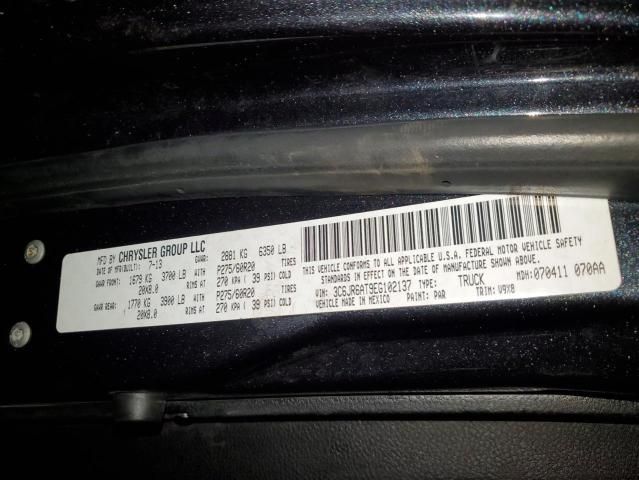 MFD BY CHRYSLER GROUP LLC
DATE OF MFR(BUILT): 7-13 GVWR: 2881 KG 6350 LB
GAWR FRONT: 1679 KG 3700 LB WITH P275/60R20 TIRES
20X8.0 RIMS AT 270 KPA ( 39 PSI) COLD
GAWR REAR: 1770 KG 3900 LB WITH P275/60R20 TIRES
20X8.0 RIMS AT 270 KPA ( 39 PSI) COLD
THIS VEHICLE CONFORMS TO ALL APPLICABLE U.S.A. FEDERAL MOTOR VEHICLE SAFETY
STANDARDS IN EFFECT ON THE DATE OF MANUFACTURE SHOWN ABOVE.
MDH: 070411 070AA
VIN: 3C6JR6AT9EG102137 TYPE: TRUCK
VEHICLE MADE IN MEXICO PAINT: PAR TRIM: V9X8